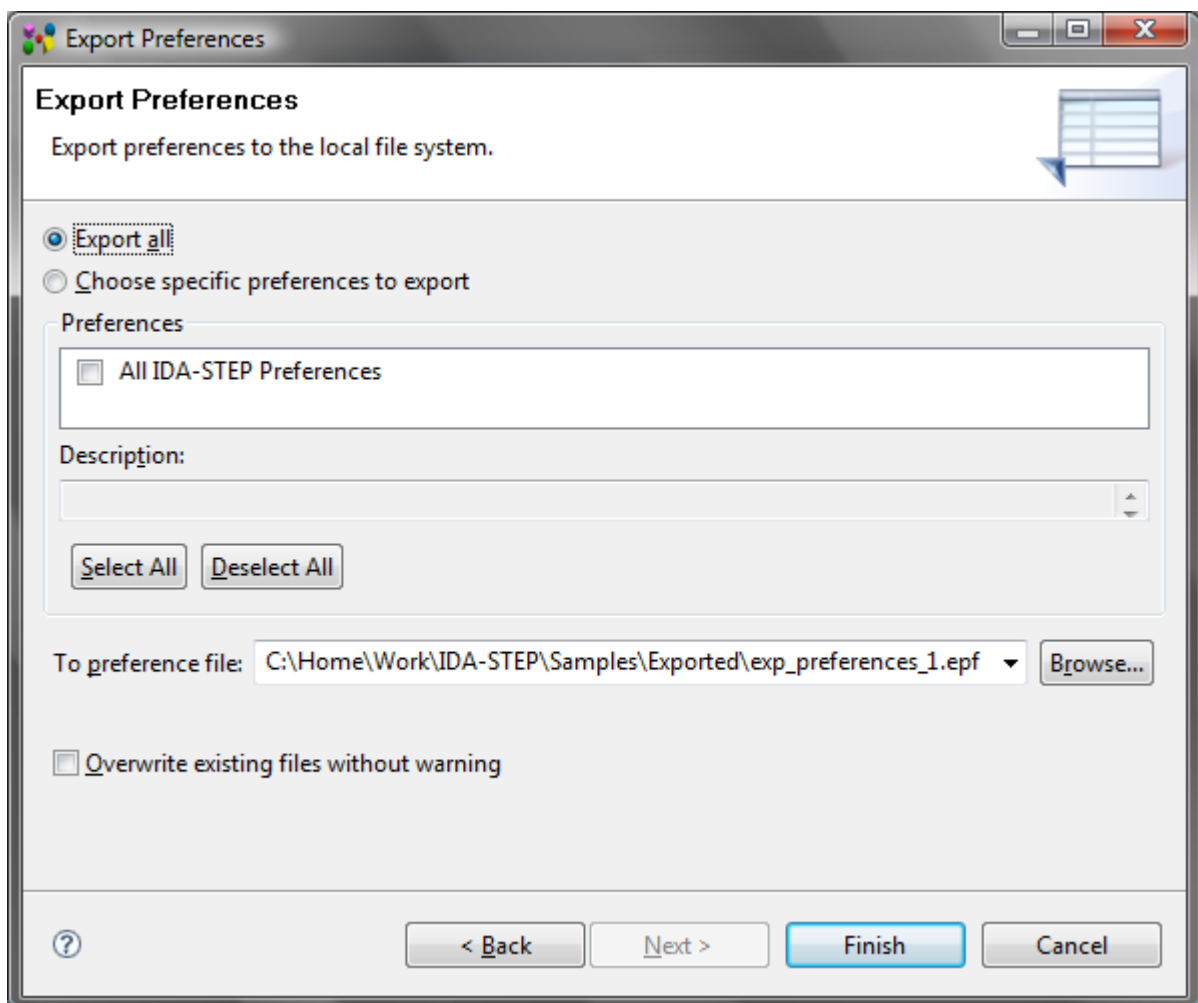 Export Preferences
Export Preferences
Export preferences to the local file system.
Export all
Choose specific preferences to export
Preferences
All IDA-STEP Preferences
Description:
Select All Deselect All
To preference file: C:\Home\Work\IDA-STEP\Samples\Exported\exp_preferences_1.epf Browse...
Overwrite existing files without warning
? < Back Next > Finish Cancel